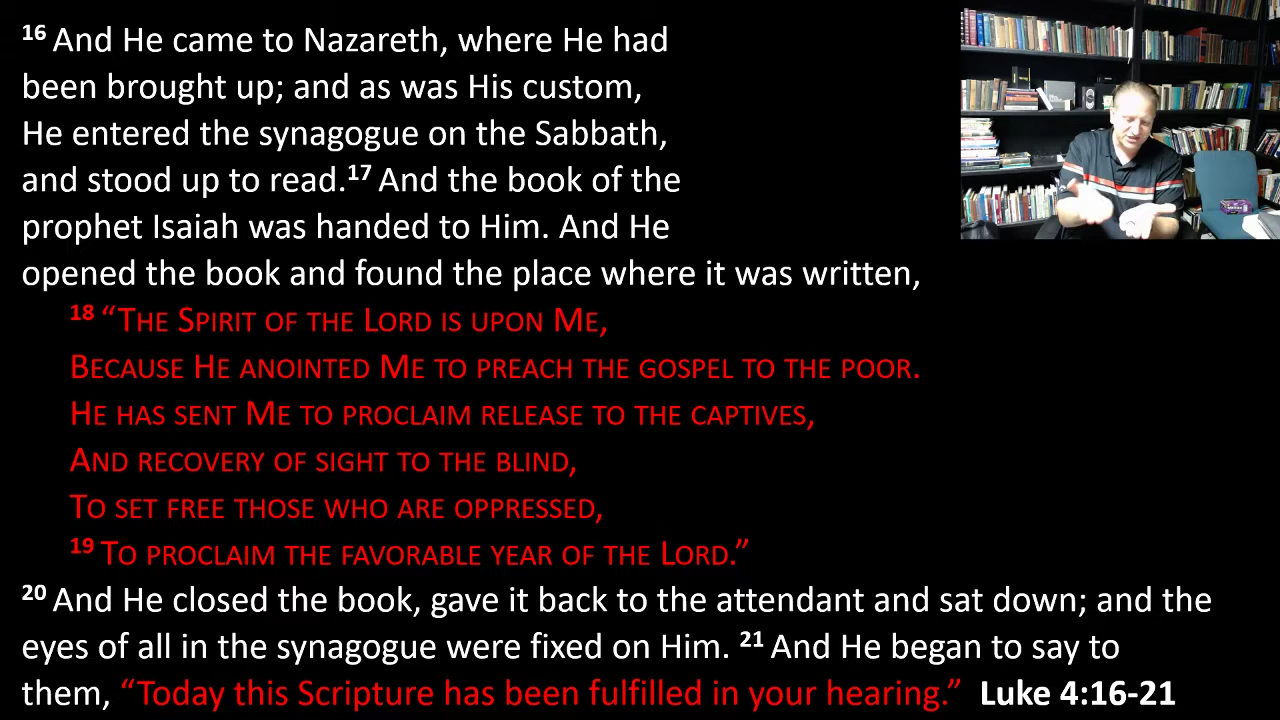 16 And He came to Nazareth, where He had
been brought up; and as was His custom,
He entered the synagogue on the Sabbath,
and stood up to read.17 And the book of the
prophet Isaiah was handed to Him. And He
opened the book and found the place where it was written,
18 “The Spirit of the Lord is upon Me,
Because He anointed Me to preach the gospel to the poor.
He has sent Me to proclaim release to the captives,
And recovery of sight to the blind,
To set free those who are oppressed,
19 To proclaim the favorable year of the Lord.”
20 And He closed the book, gave it back to the attendant and sat down; and the
eyes of all in the synagogue were fixed on Him. 21 And He began to say to
them, “Today this Scripture has been fulfilled in your hearing.” Luke 4:16-21